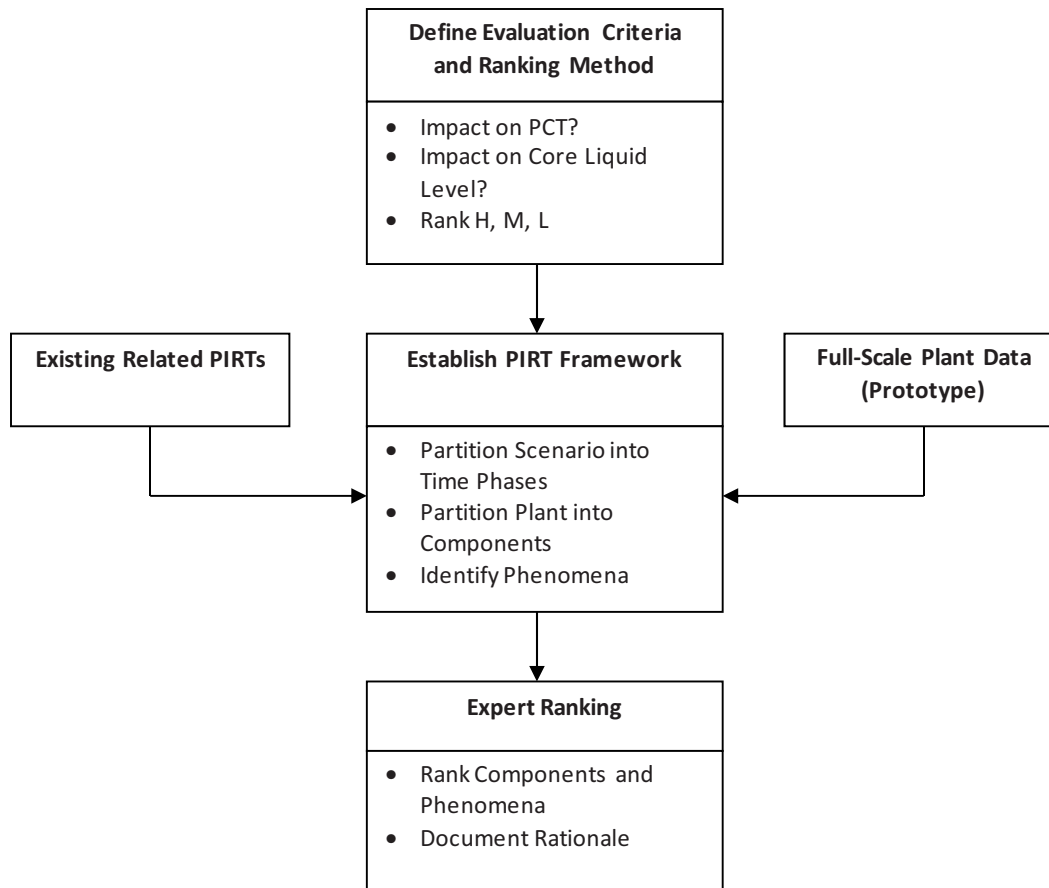 Define Evaluation Criteria
and Ranking Method
• Impact on PCT?
• Impact on Core Liquid
Level?
• Rank H, M, L
Existing Related PIRTs
Establish PIRT Framework
Full-Scale Plant Data
(Prototype)
• Partition Scenario into
Time Phases
• Partition Plant into
Components
• Identify Phenomena
Expert Ranking
• Rank Components and
Phenomena
• Document Rationale